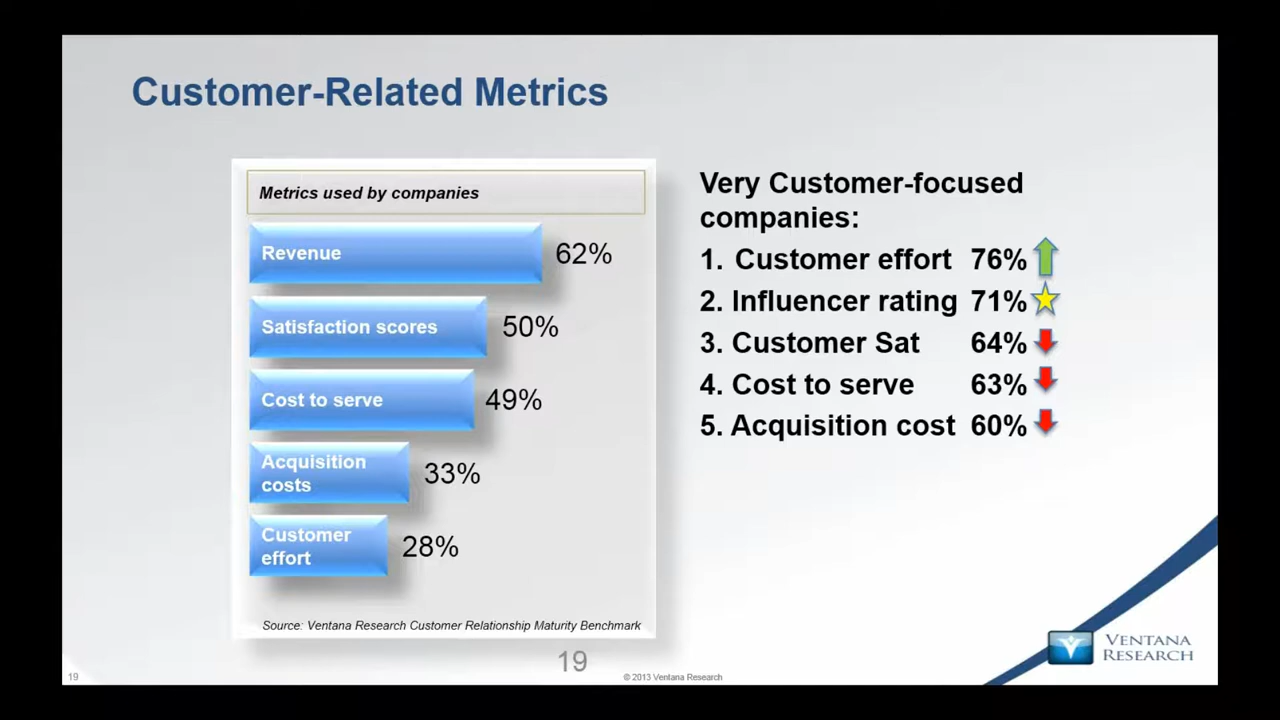 Customer-Related Metrics
Metrics used by companies
Revenue 62%
Satisfaction scores 50%
Cost to serve 49%
Acquisition
costs
33%
Customer
effort
28%
Source: Ventana Research Customer Relationship Maturity Benchmark
Very Customer-focused
companies:
1. Customer effort 76%
2. Influencer rating 71%
3. Customer Sat 64%
4. Cost to serve 63%
5. Acquisition cost 60%
VENTANA
RESEARCH
19
19
© 2013 Ventana Research